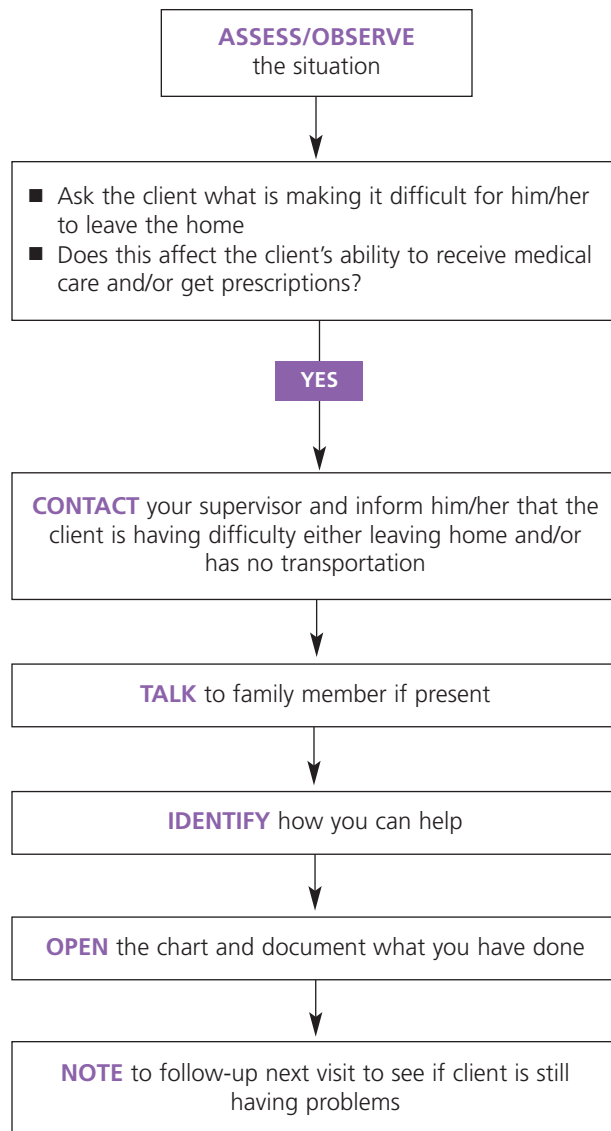 ASSESS/OBSERVE
the situation
■ Ask the client what is making it difficult for him/her
to leave the home
■ Does this affect the client’s ability to receive medical
care and/or get prescriptions?
YES
CONTACT your supervisor and inform him/her that the
client is having difficulty either leaving home and/or
has no transportation
TALK to family member if present
IDENTIFY how you can help
OPEN the chart and document what you have done
NOTE to follow-up next visit to see if client is still
having problems